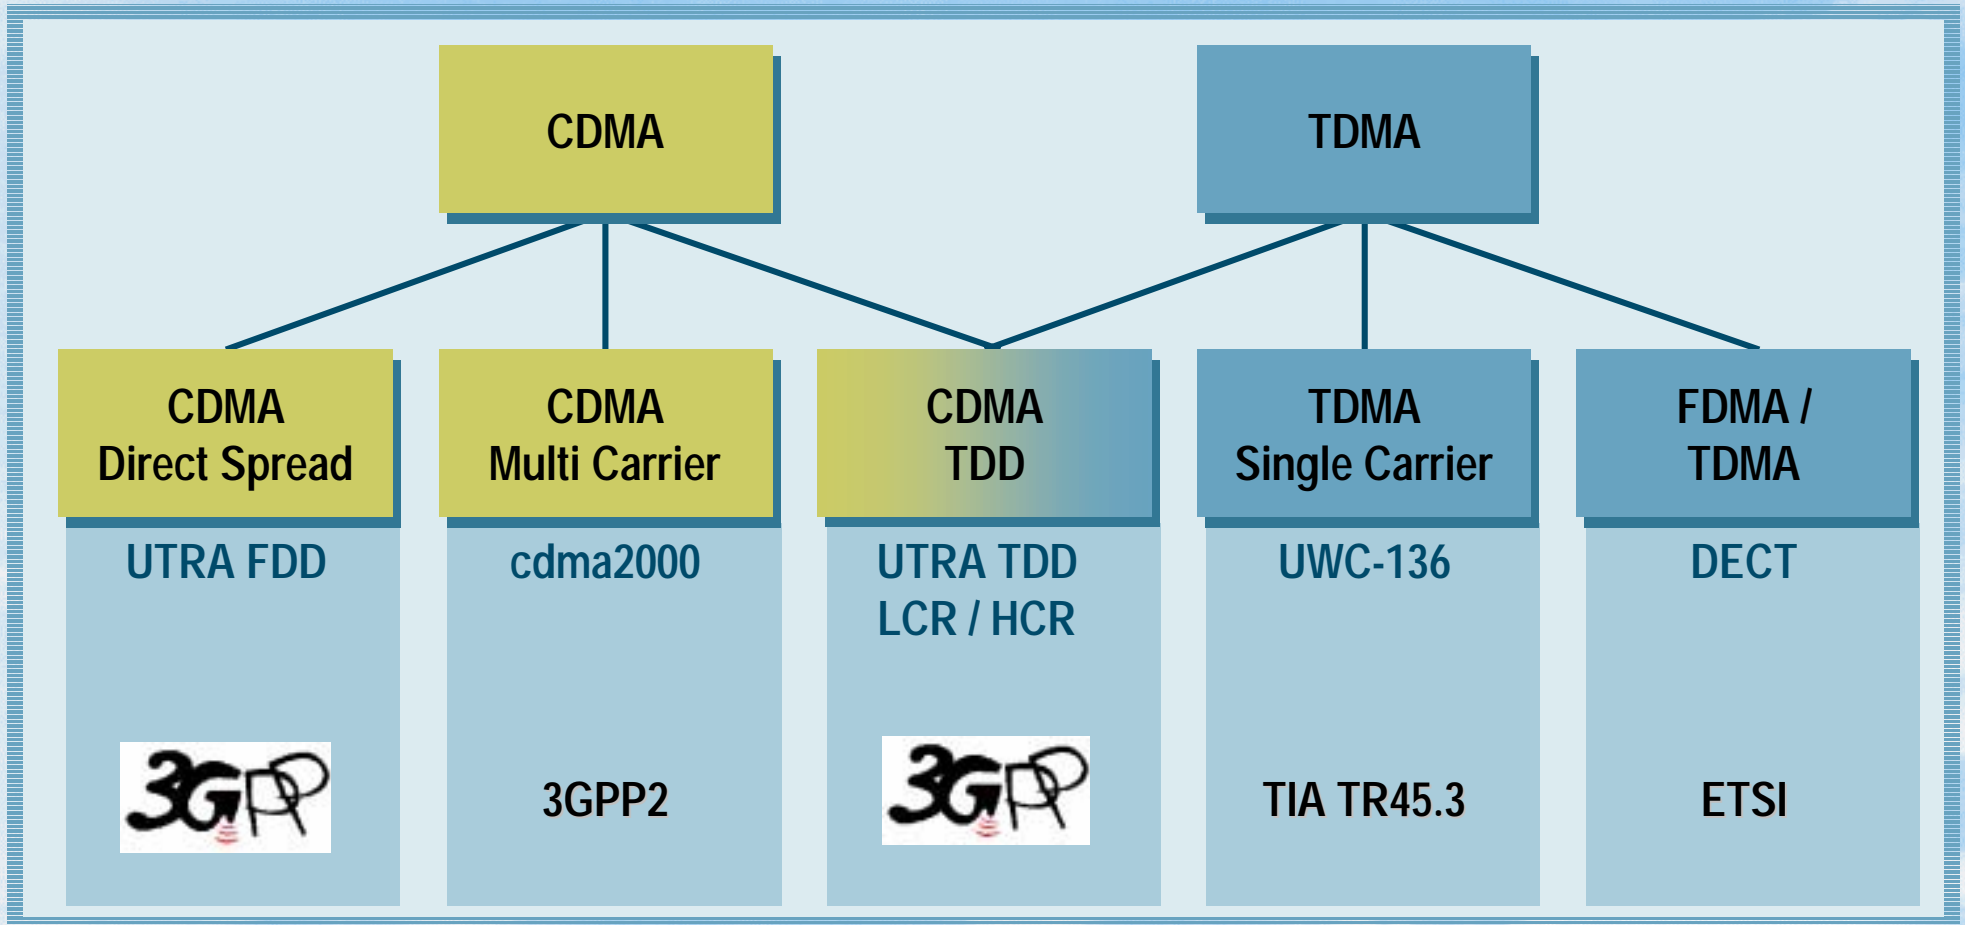 CDMA
TDMA
CDMA
Direct Spread
CDMA
Multi Carrier
CDMA
TDD
TDMA
Single Carrier
FDMA /
TDMA
UTRA FDD
cdma2000
UTRA TDD
LCR / HCR
UWC-136
DECT
3GPP
3GPP2
3GPP
TIA TR45.3
ETSI